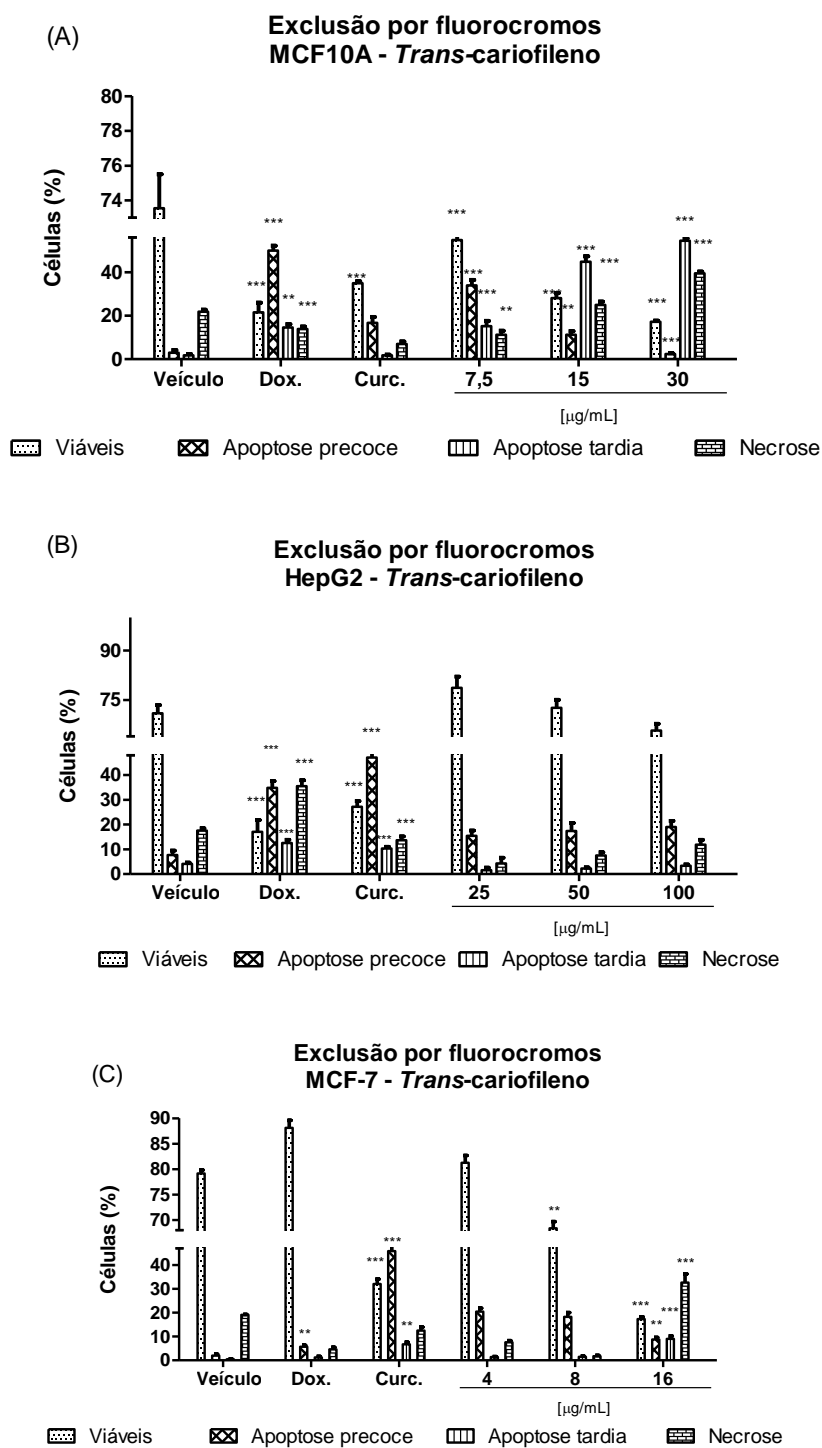 (A)
Exclusão por fluorocromos
MCF10A - Trans-cariofileno
80
78
76
74
40
20
0
Células (%)
***
***
***
**
***
***
***
***
***
**
***
**
***
***
***
***
***
***
Veículo Dox. Curc. 7,5 15 30
[µg/mL]
Viáveis Apoptose precoce Apoptose tardia Necrose
(B)
Exclusão por fluorocromos
HepG2 - Trans-cariofileno
90
75
40
30
20
10
0
Células (%)
***
***
***
***
***
***
***
***
Veículo Dox. Curc. 25 50 100
[µg/mL]
Viáveis Apoptose precoce Apoptose tardia Necrose
(C)
Exclusão por fluorocromos
MCF-7 - Trans-cariofileno
90
85
80
75
70
40
30
20
10
0
Células (%)
**
***
***
**
**
***
**
***
***
Veículo Dox. Curc. 4 8 16
[µg/mL]
Viáveis Apoptose precoce Apoptose tardia Necrose